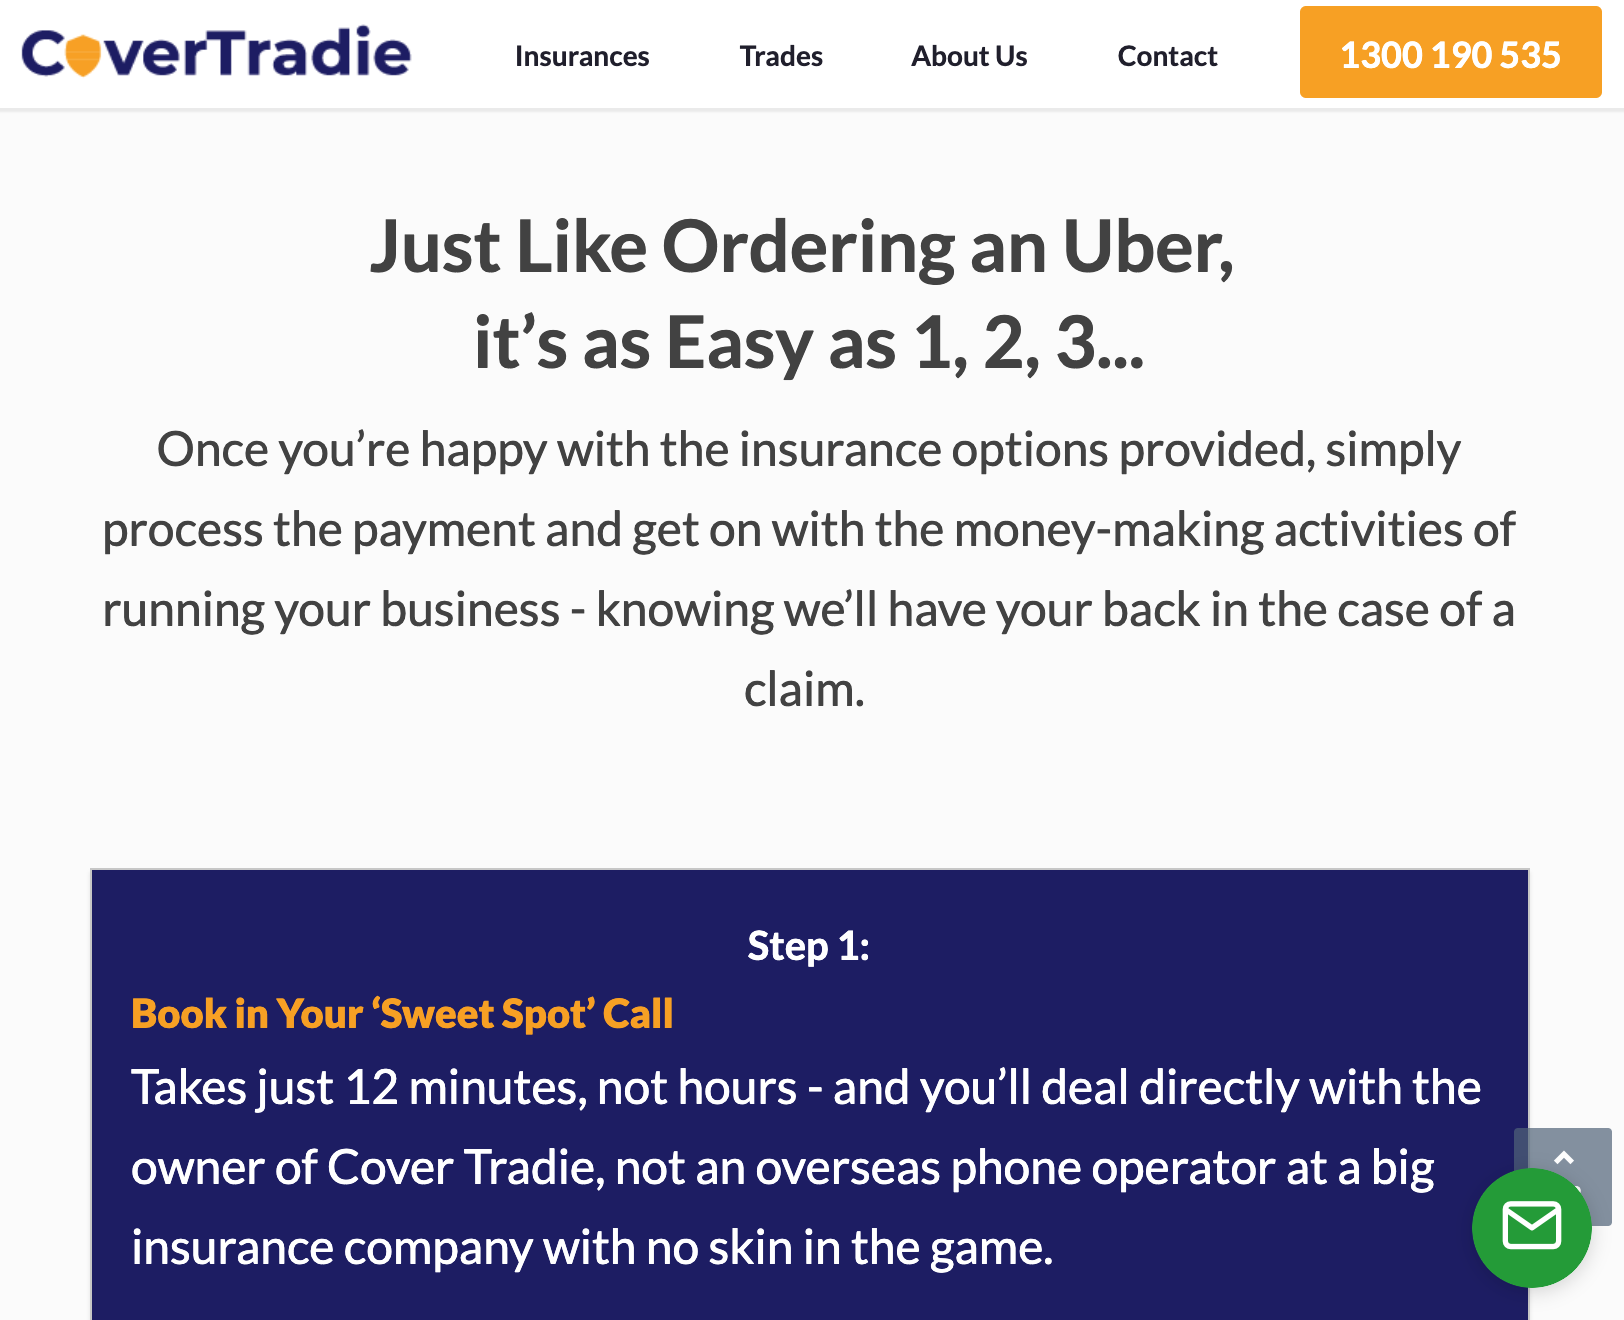 CoverTradie
Insurances
Trades
About Us
Contact
1300 190 535
Just Like Ordering an Uber,
it’s as Easy as 1, 2, 3...
Once you’re happy with the insurance options provided, simply
process the payment and get on with the money-making activities of
running your business - knowing we’ll have your back in the case of a
claim.
Step 1:
Book in Your ‘Sweet Spot’ Call
Takes just 12 minutes, not hours - and you’ll deal directly with the
owner of Cover Tradie, not an overseas phone operator at a big
insurance company with no skin in the game.